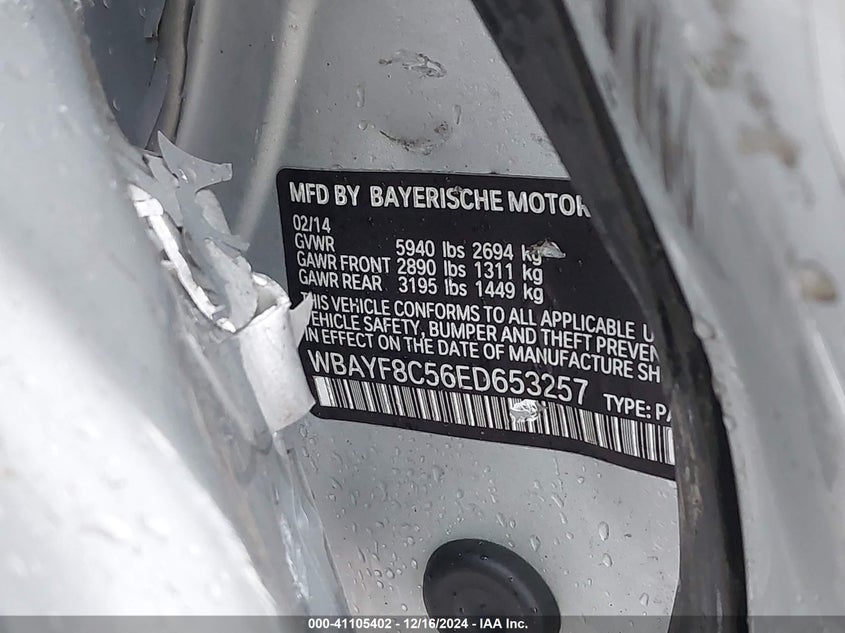 MFD BY BAYERISCHE MOTOR
02/14
GVWR 5940 lbs 2694 kg
GAWR FRONT 2890 lbs 1311 kg
GAWR REAR 3195 lbs 1449 kg
THIS VEHICLE CONFORMS TO ALL APPLICABLE U
VEHICLE SAFETY, BUMPER AND THEFT PREVEN
IN EFFECT ON THE DATE OF MANUFACTURE SH
WBAYF8C56ED653257 TYPE: PA
000-41105402 - 12/16/2024 - IAA Inc.